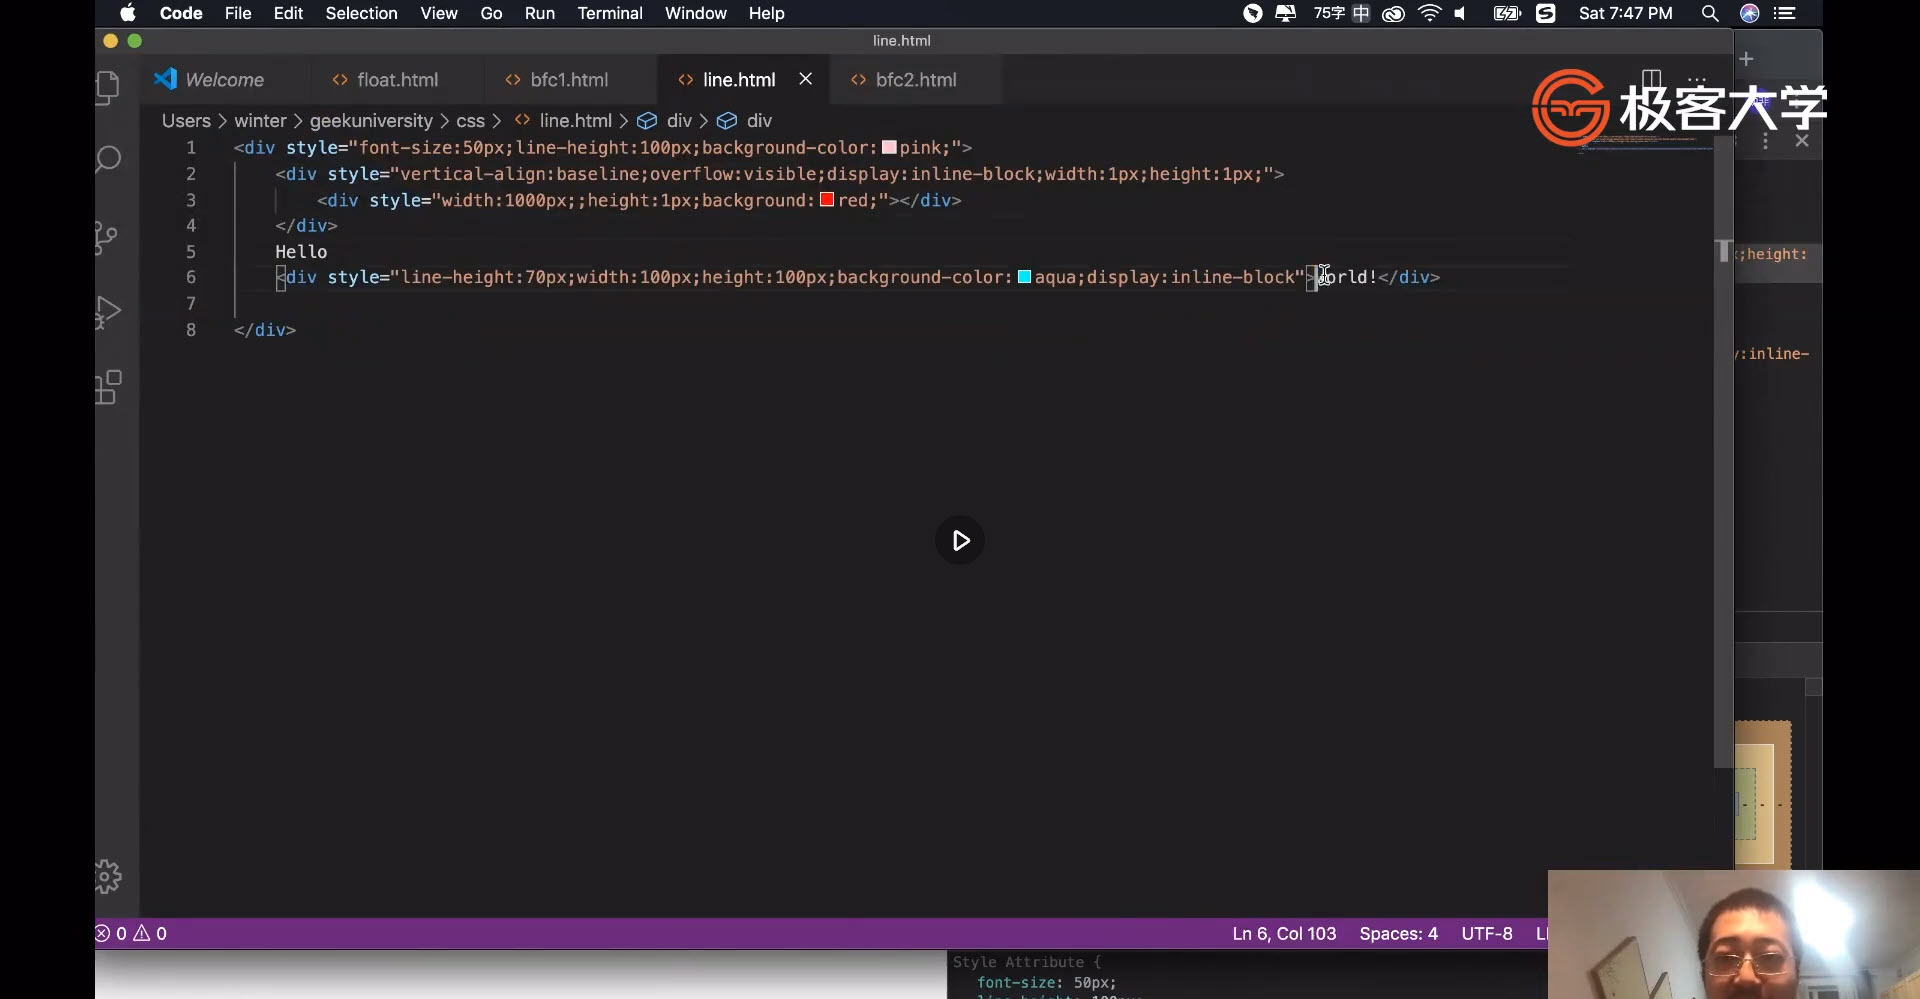 Code File Edit Selection View Go Run Terminal Window Help 75字 中 S Sat 7:47 PM
line.html
Welcome float.html bfc1.html line.html bfc2.html
极客大学
Users > winter > geekuniversity > css > line.html > div > div
1 <div style="font-size:50px;line-height:100px;background-color:pink;">
2 <div style="vertical-align:baseline;overflow:visible;display:inline-block;width:1px;height:1px;">
3 <div style="width:1000px;;height:1px;background:red;"></div>
4 </div>
5 Hello
6 <div style="line-height:70px;width:100px;height:100px;background-color:aqua;display:inline-block">orld!</div>
7
8 </div>
;height:
y:inline-
0 0 Ln 6, Col 103 Spaces: 4 UTF-8
Style Attribute {
font-size: 50px;